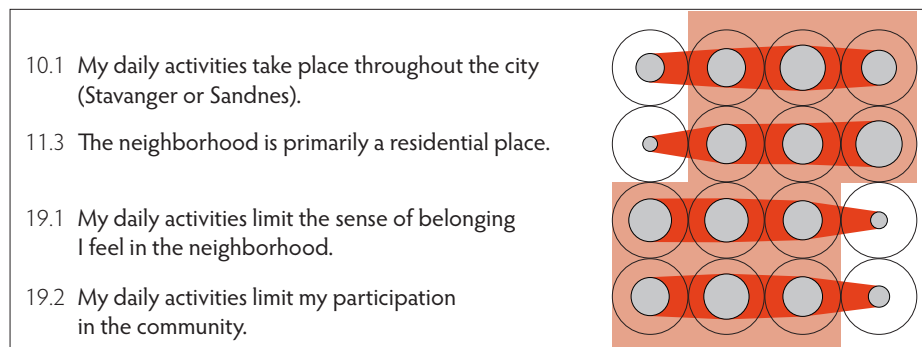 10.1 My daily activities take place throughout the city
(Stavanger or Sandnes).
11.3 The neighborhood is primarily a residential place.
19.1 My daily activities limit the sense of belonging
I feel in the neighborhood.
19.2 My daily activities limit my participation
in the community.